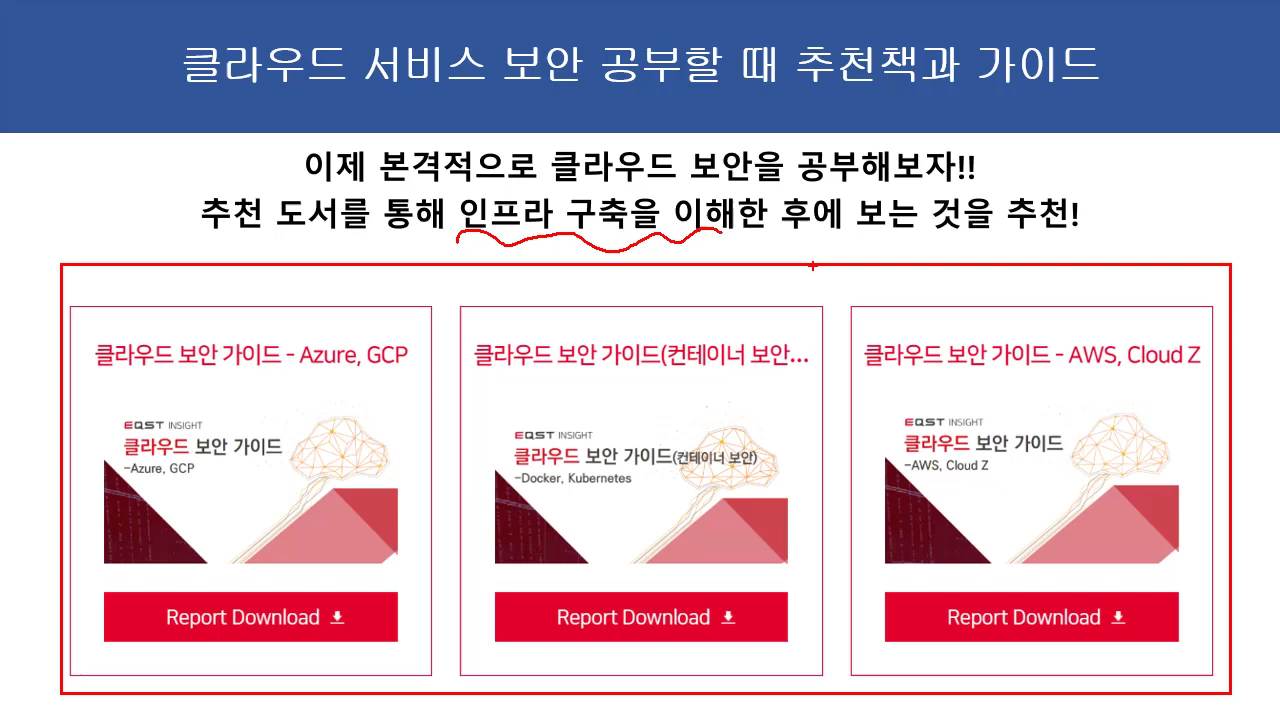 클라우드 서비스 보안 공부할 때 추천책과 가이드
이제 본격적으로 클라우드 보안을 공부해보자!!
추천 도서를 통해 인프라 구축을 이해한 후에 보는 것을 추천!
클라우드 보안 가이드 - Azure, GCP
EQST INSIGHT
클라우드 보안 가이드
-Azure, GCP
Report Download
클라우드 보안 가이드(컨테이너 보안...
EQST INSIGHT
클라우드 보안 가이드(컨테이너 보안)
-Docker, Kubernetes
Report Download
클라우드 보안 가이드 - AWS, Cloud Z
EQST INSIGHT
클라우드 보안 가이드
-AWS, Cloud Z
Report Download